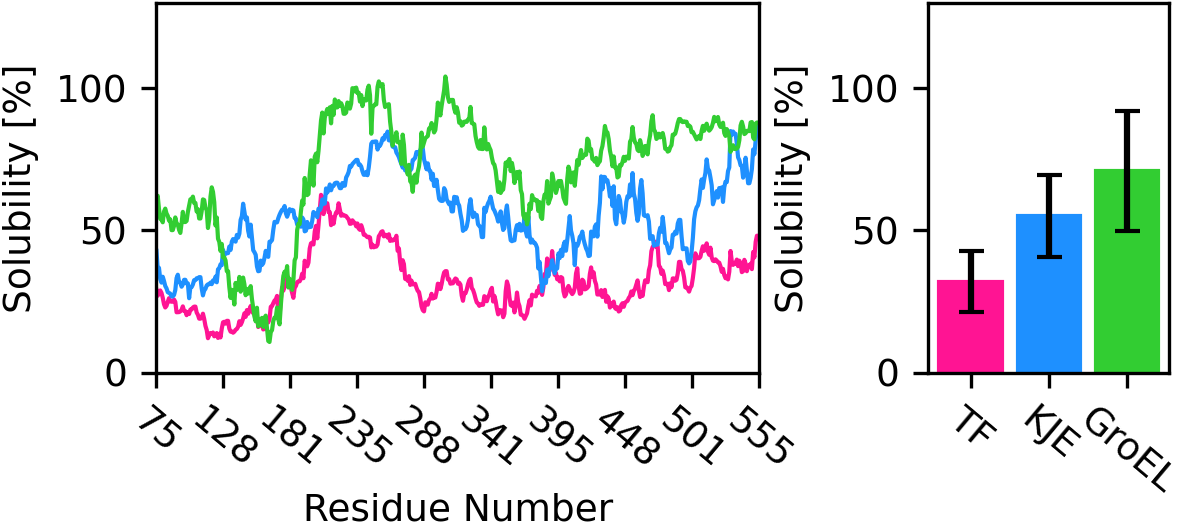 Solubility [%]
100
50
0
75
128
181
235
288
341
395
448
501
555
Residue Number
Solubility [%]
100
50
0
TF
KJE
GroEL